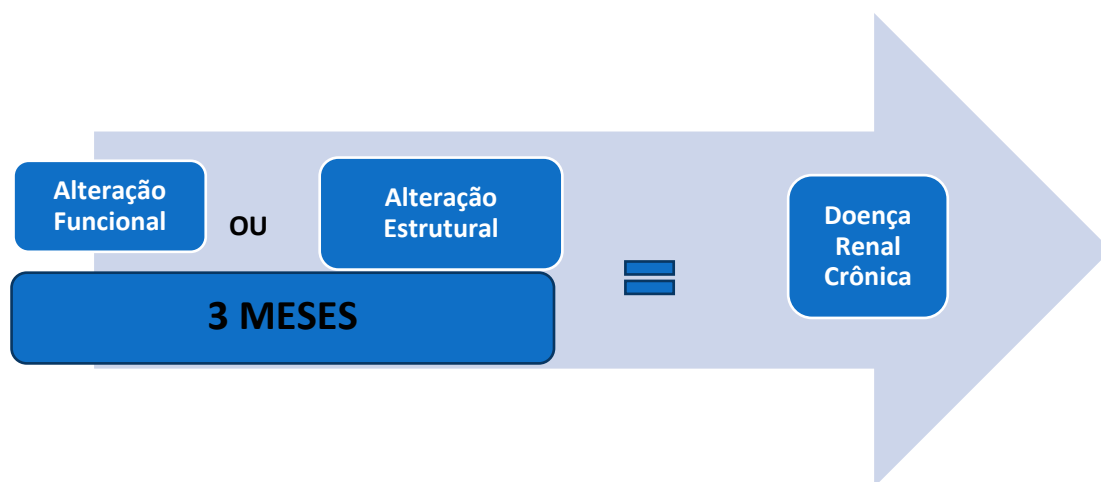 Alteração
Funcional
OU
Alteração
Estrutural
3 MESES
Doença
Renal
Crônica